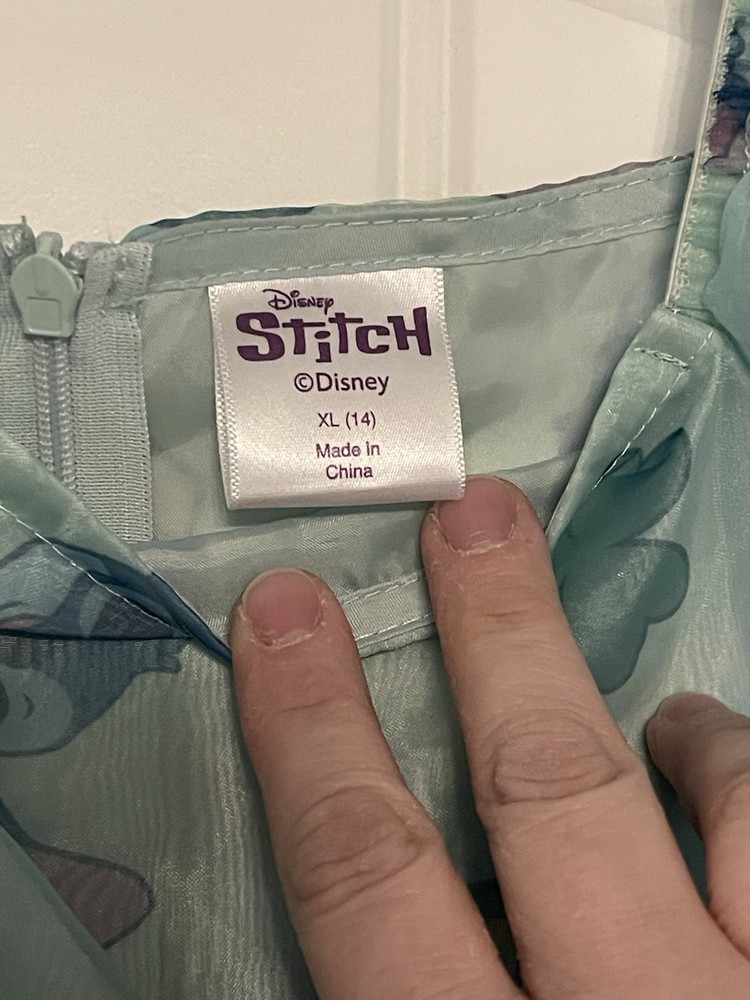 Disney
Stitch
©Disney
XL (14)
Made in
China